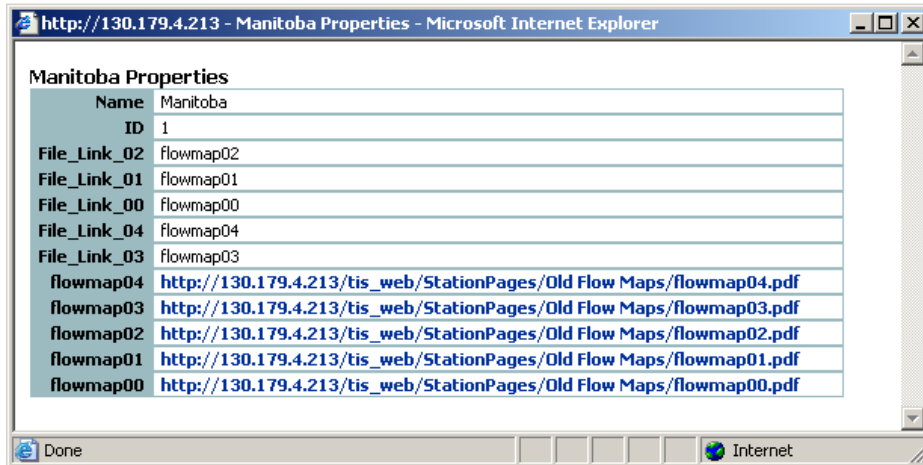 http://130.179.4.213 - Manitoba Properties - Microsoft Internet Explorer
Manitoba Properties
Name Manitoba
ID 1
File_Link_02 flowmap02
File_Link_01 flowmap01
File_Link_00 flowmap00
File_Link_04 flowmap04
File_Link_03 flowmap03
flowmap04 http://130.179.4.213/tis_web/StationPages/Old Flow Maps/flowmap04.pdf
flowmap03 http://130.179.4.213/tis_web/StationPages/Old Flow Maps/flowmap03.pdf
flowmap02 http://130.179.4.213/tis_web/StationPages/Old Flow Maps/flowmap02.pdf
flowmap01 http://130.179.4.213/tis_web/StationPages/Old Flow Maps/flowmap01.pdf
flowmap00 http://130.179.4.213/tis_web/StationPages/Old Flow Maps/flowmap00.pdf
Done Internet